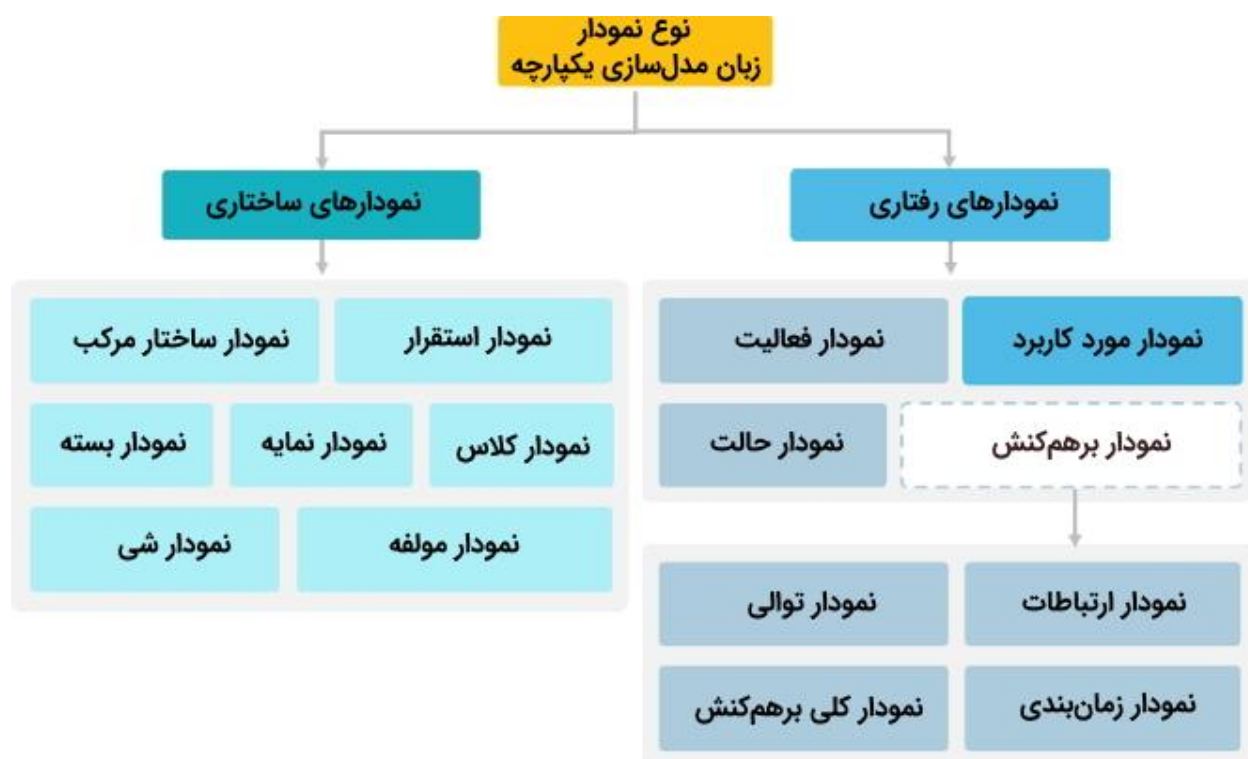 نوع نمودار
زبان مدل‌سازی یکپارچه
نمودارهای رفتاری
نمودارهای ساختاری
نمودار مورد کاربرد
نمودار فعالیت
نمودار برهم‌کنش
نمودار حالت
نمودار ارتباطات
نمودار توالی
نمودار زمان‌بندی
نمودار کلی برهم‌کنش
نمودار استقرار
نمودار ساختار مرکب
نمودار کلاس
نمودار نمایه
نمودار بسته
نمودار مولفه
نمودار شی